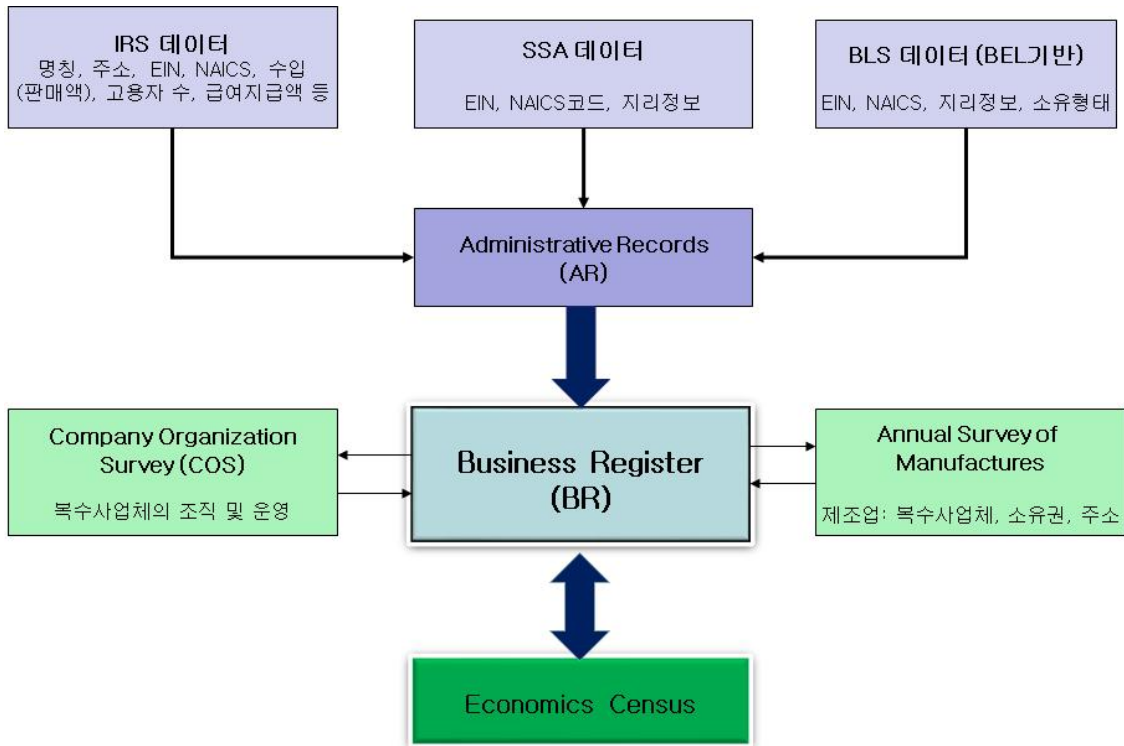 IRS 데이터
명칭, 주소, EIN, NAICS, 수입
(판매액), 고용자 수, 급여지급액 등
SSA 데이터
EIN, NAICS코드, 지리정보
BLS 데이터 (BEL기반)
EIN, NAICS, 지리정보, 소유형태
Administrative Records
(AR)
Company Organization
Survey (COS)
복수사업체의 조직 및 운영
Business Register
(BR)
Annual Survey of
Manufactures
제조업: 복수사업체, 소유권, 주소
Economics Census